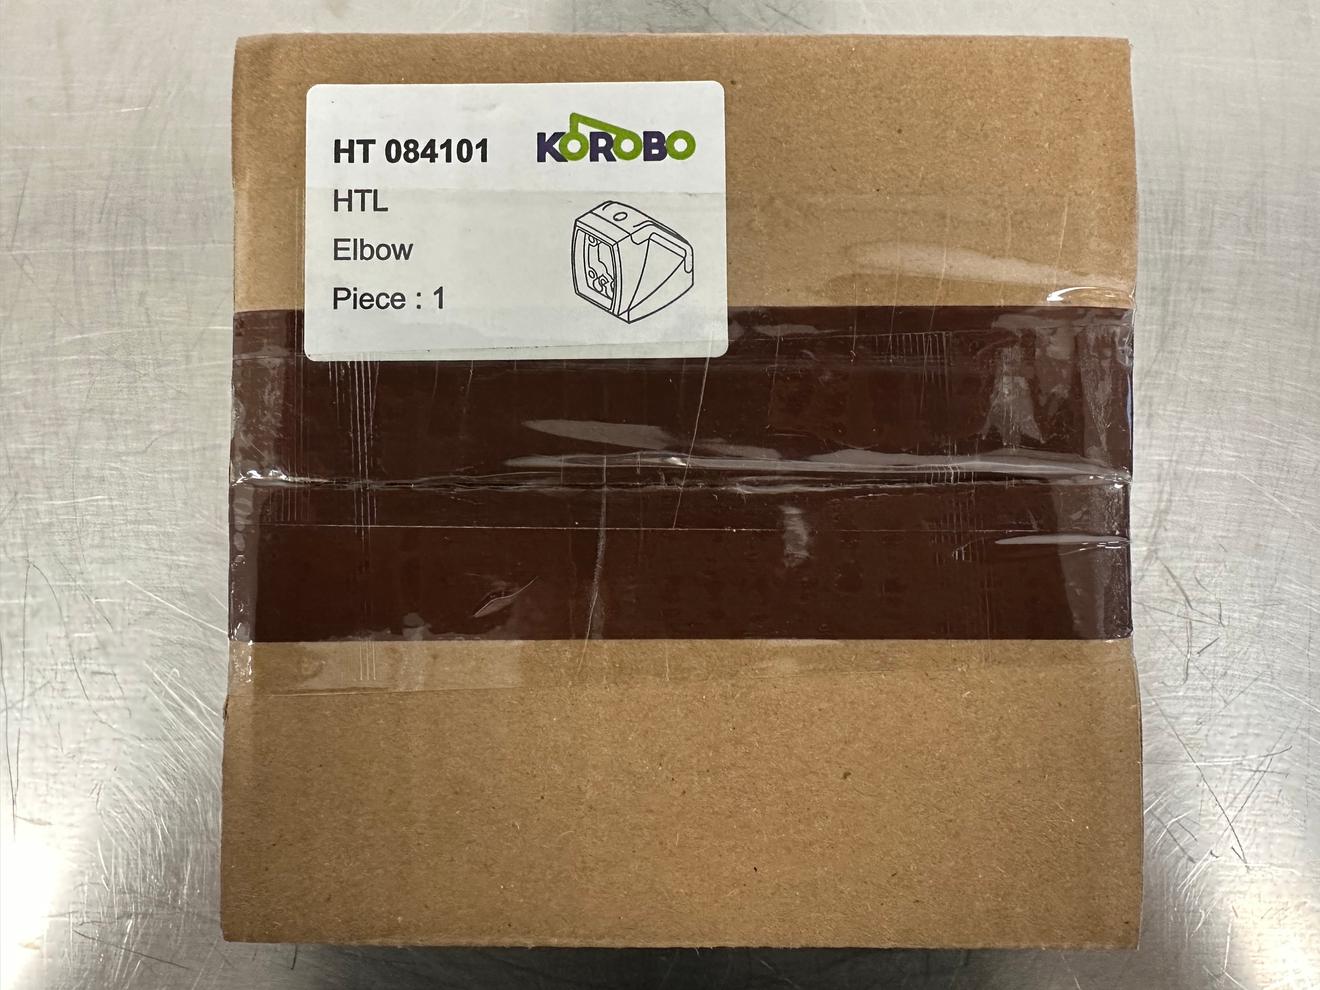 HT 084101 KOROBO
HTL
Elbow
Piece : 1